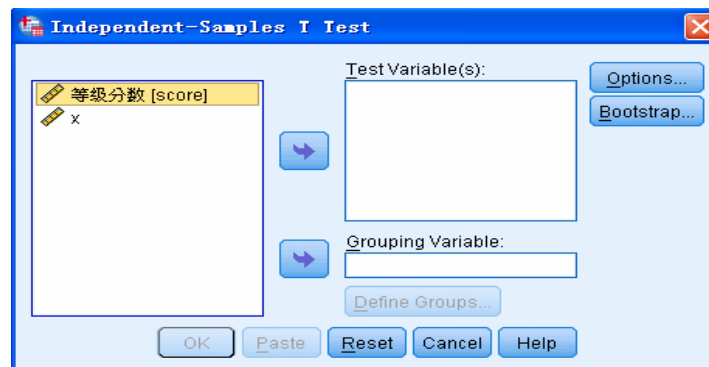 Independent-Samples T Test
等级分数 [score]
x
Test Variable(s):
Options...
Bootstrap...
Grouping Variable:
Define Groups...
OK
Paste
Reset
Cancel
Help